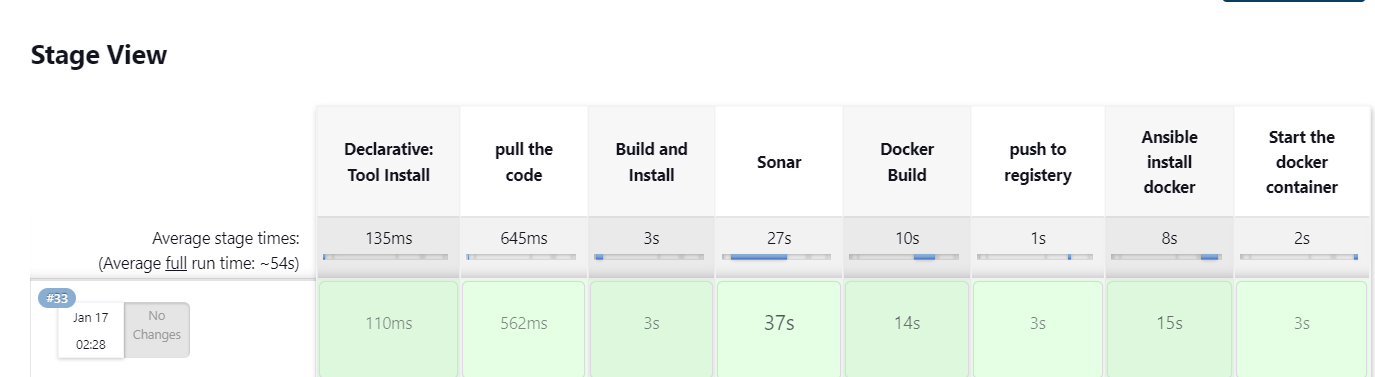 Stage View
Declarative:
Tool Install
pull the
code
Build and
Install
Sonar
Docker
Build
push to
registery
Ansible
install
docker
Start the
docker
container
Average stage times:
(Average full run time: ~54s)
135ms
645ms
3s
27s
10s
1s
8s
2s
#33
Jan 17
02:28
No
Changes
110ms
562ms
3s
37s
14s
3s
15s
3s